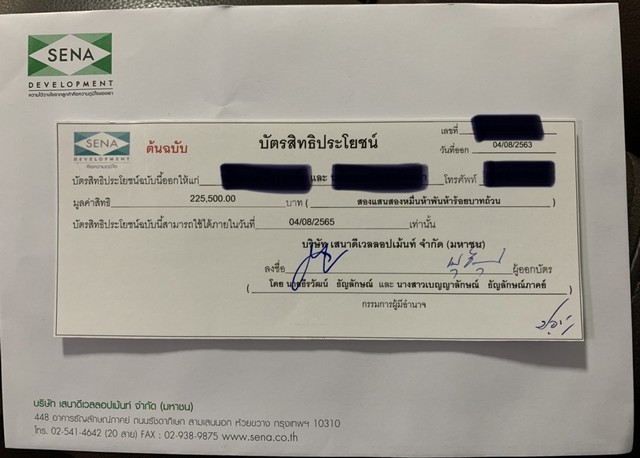 SENA
DEVELOPMENT
SENA
DEVELOPMENT
ต้นฉบับ
บัตรสิทธิประโยชน์
เลขที่
วันที่ออก 04/08/2563
บัตรสิทธิประโยชน์ฉบับนี้ออกให้แก่ และ โทรศัพท์
มูลค่าสิทธิ 225,500.00 บาท ( สองแสนสองหมื่นห้าพันห้าร้อยบาทถ้วน )
บัตรสิทธิประโยชน์ฉบับนี้สามารถใช้ได้ภายในวันที่ 04/08/2565 เท่านั้น
บริษัท เสนาดีเวลลอปเม้นท์ จำกัด (มหาชน)
ลงชื่อ ผู้ออกบัตร
( โดย นายธีรวัฒน์ ธัญลักษณ์ และ นางสาวเบญญาลักษณ์ ธัญลักษณ์ภาคย์ )
กรรมการผู้มีอำนาจ
บริษัท เสนาดีเวลลอปเม้นท์ จำกัด (มหาชน)
448 อาคารธัญลักษณ์ภาคย์ ถนนรัชดาภิเษก สามเสนนอก ห้วยขวาง กรุงเทพฯ 10310
โทร. 02-541-4642 (20 สาย) FAX : 02-938-9875 www.sena.co.th